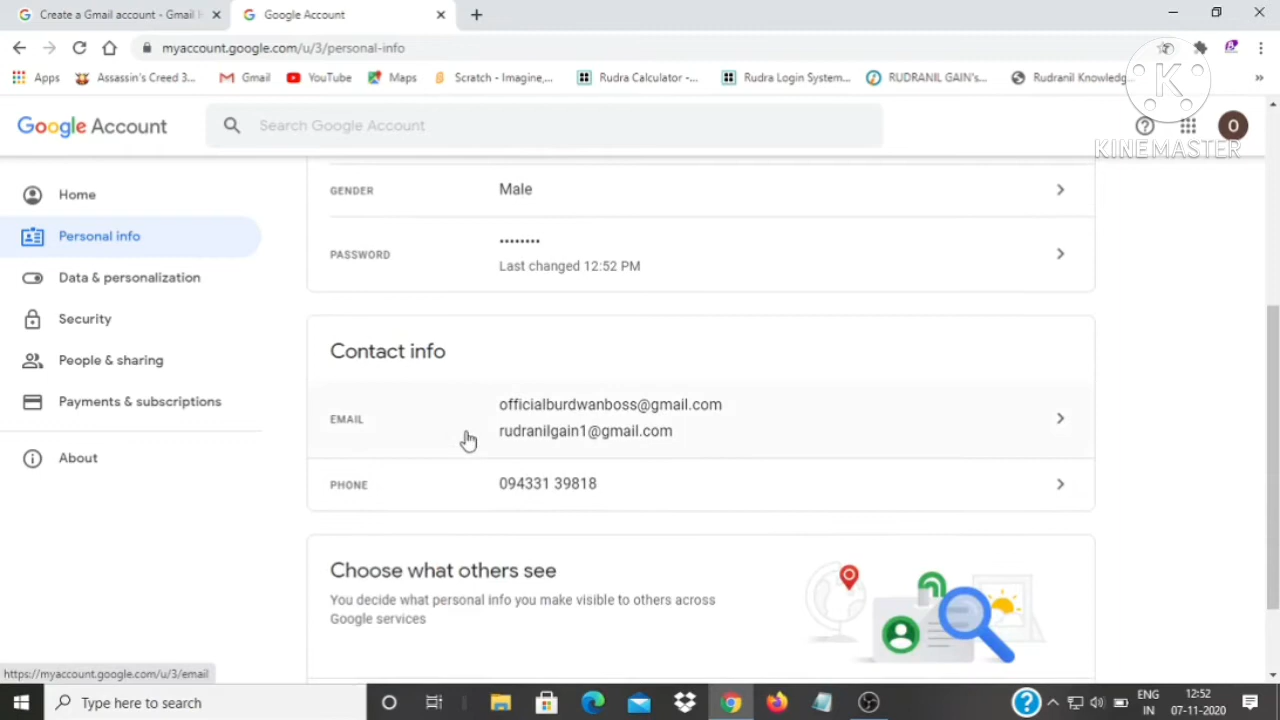 Create a Gmail account - Gmail
Google Account
myaccount.google.com/u/3/personal-info
Apps
Assassin's Creed 3...
Gmail
YouTube
Maps
Scratch - Imagine,...
Rudra Calculator -...
Rudra Login System...
RUDRANIL GAIN's...
Rudranil Knowledg
K
KINEMASTER
Google Account
Search Google Account
O
Home
Personal info
Data & personalization
Security
People & sharing
Payments & subscriptions
About
GENDER
Male
PASSWORD
••••••••
Last changed 12:52 PM
Contact info
EMAIL
officialburdwanboss@gmail.com
rudranilgain1@gmail.com
PHONE
094331 39818
Choose what others see
You decide what personal info you make visible to others across
Google services
https://myaccount.google.com/u/3/email
Type here to search
ENG
IN
12:52
07-11-2020